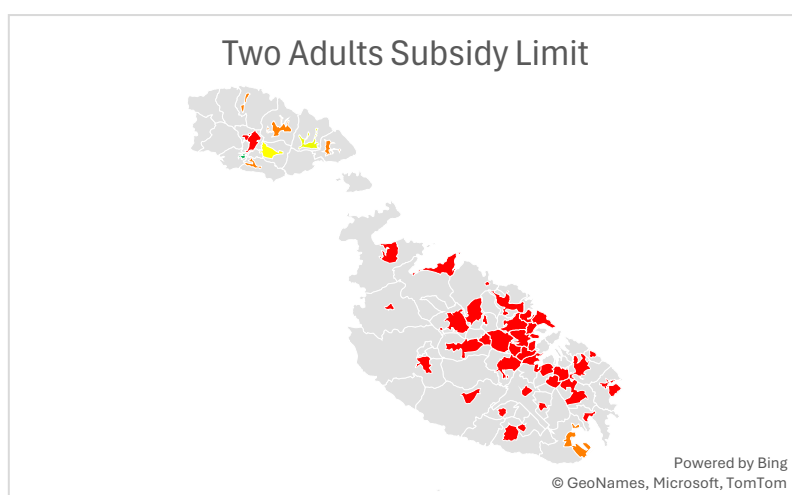 Two Adults Subsidy Limit
Powered by Bing
© GeoNames, Microsoft, TomTom